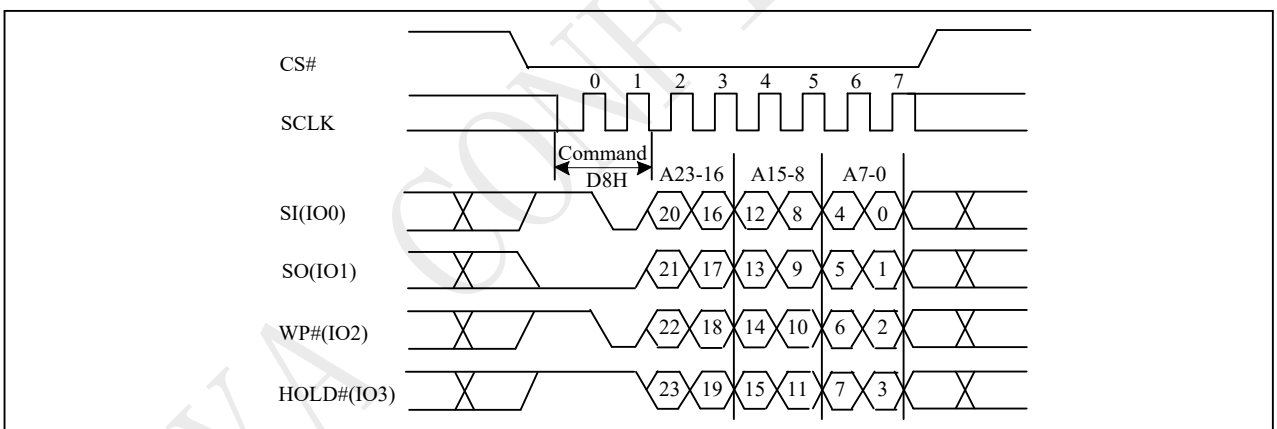 CONF
CS#
0 1 2 3 4 5 6 7
SCLK
Command
D8H
A23-16 A15-8 A7-0
SI(IO0)
20 16 12 8 4 0
SO(IO1)
21 17 13 9 5 1
WP#(IO2)
22 18 14 10 6 2
HOLD#(IO3)
23 19 15 11 7 3